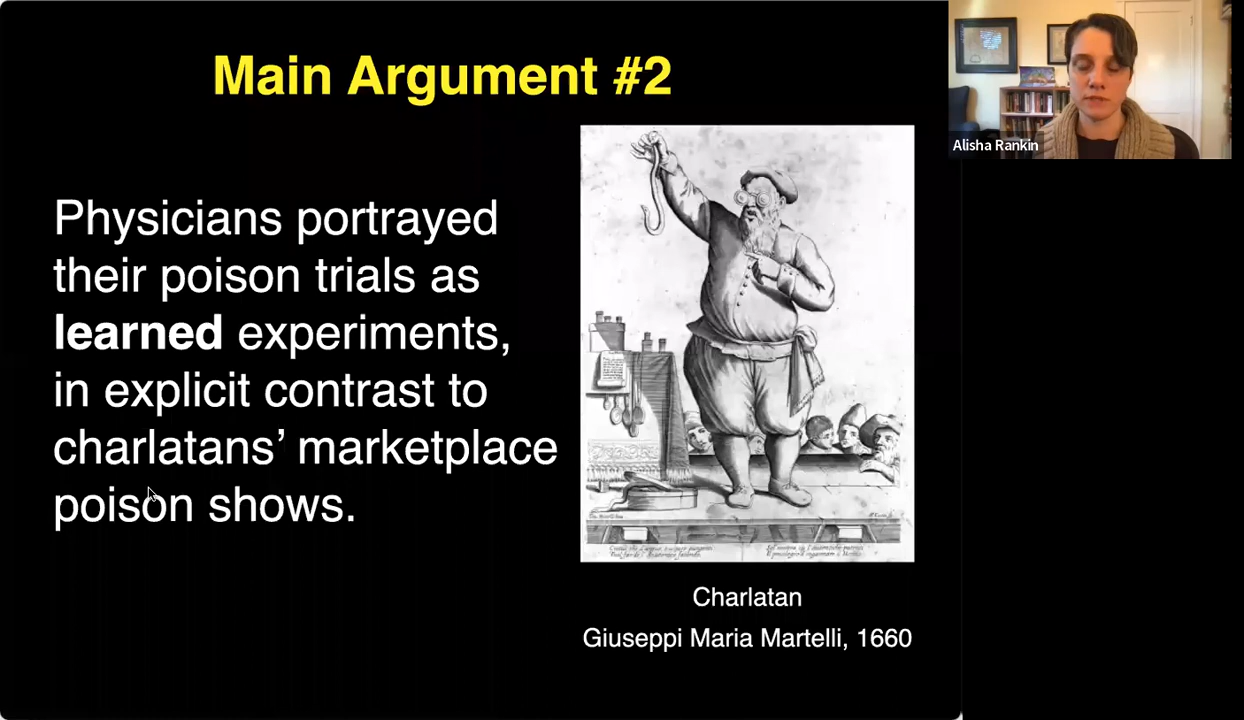 Main Argument #2
Physicians portrayed
their poison trials as
learned experiments,
in explicit contrast to
charlatans’ marketplace
poison shows.
Charlatan
Giuseppi Maria Martelli, 1660
Alisha Rankin